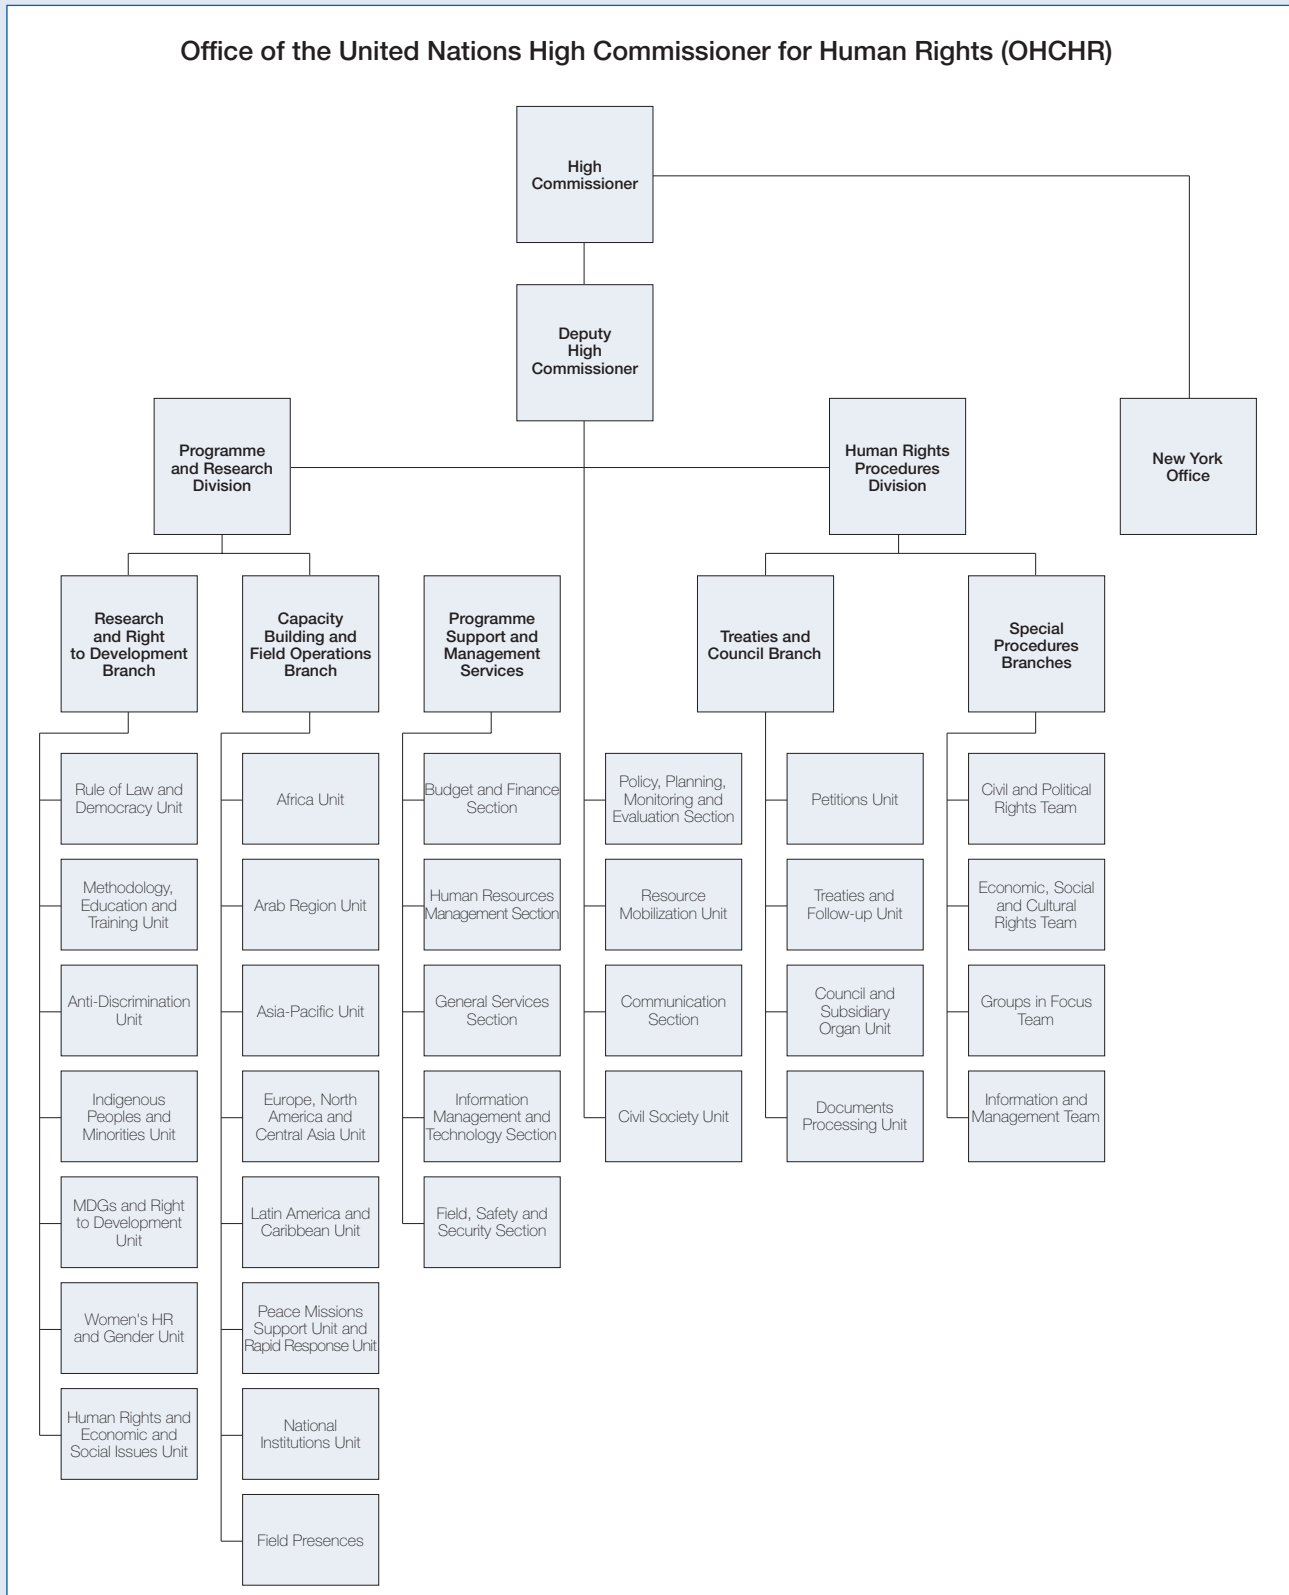 Office of the United Nations High Commissioner for Human Rights (OHCHR)
High
Commissioner
Deputy
High
Commissioner
Programme
and Research
Division
Human Rights
Procedures
Division
New York
Office
Research
and Right
to Development
Branch
Capacity
Building and
Field Operations
Branch
Programme
Support and
Management
Services
Treaties and
Council Branch
Special
Procedures
Branches
Rule of Law and
Democracy Unit
Methodology,
Education and
Training Unit
Anti-Discrimination
Unit
Indigenous
Peoples and
Minorities Unit
MDGs and Right
to Development
Unit
Women's HR
and Gender Unit
Human Rights and
Economic and
Social Issues Unit
Africa Unit
Arab Region Unit
Asia-Pacific Unit
Europe, North
America and
Central Asia Unit
Latin America and
Caribbean Unit
Peace Missions
Support Unit and
Rapid Response Unit
National
Institutions Unit
Field Presences
Budget and Finance
Section
Human Resources
Management Section
General Services
Section
Information
Management and
Technology Section
Field, Safety and
Security Section
Policy, Planning,
Monitoring and
Evaluation Section
Resource
Mobilization Unit
Communication
Section
Civil Society Unit
Petitions Unit
Treaties and
Follow-up Unit
Council and
Subsidiary
Organ Unit
Documents
Processing Unit
Civil and Political
Rights Team
Economic, Social
and Cultural
Rights Team
Groups in Focus
Team
Information and
Management Team